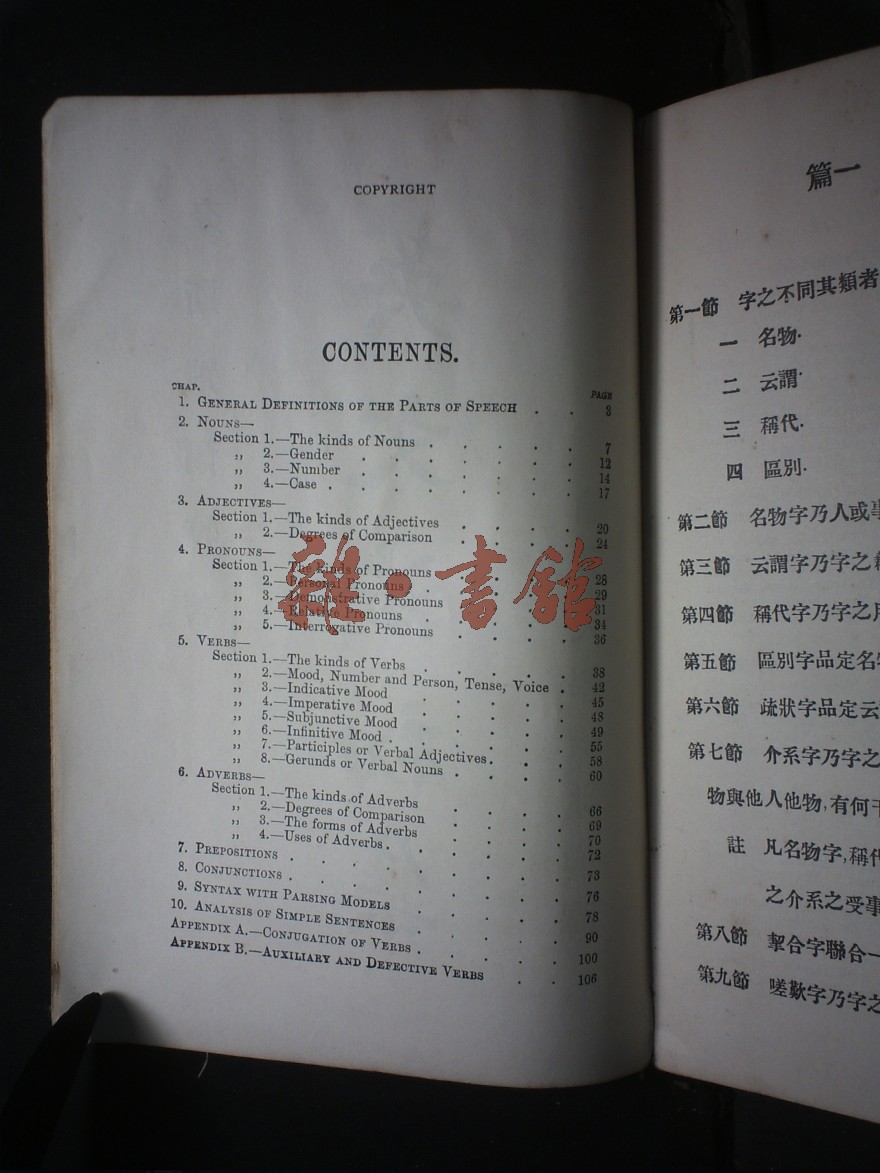 COPYRIGHT
CONTENTS.
CHAP. PAGE
1. GENERAL DEFINITIONS OF THE PARTS OF SPEECH . . 3
2. NOUNS—
Section 1.—The kinds of Nouns . . . . . 7
,, 2.—Gender . . . . . . . 12
,, 3.—Number . . . . . . . 14
,, 4.—Case . . . . . . . . 17
3. ADJECTIVES—
Section 1.—The kinds of Adjectives . . . . 20
,, 2.—Degrees of Comparison . . . . 24
4. PRONOUNS—
Section 1.—The kinds of Pronouns . . . . 28
,, 2.—Personal Pronouns . . . . . 29
,, 3.—Demonstrative Pronouns . . . . 31
,, 4.—Relative Pronouns . . . . . 34
,, 5.—Interrogative Pronouns . . . . 36
5. VERBS—
Section 1.—The kinds of Verbs . . . . . 38
,, 2.—Mood, Number and Person, Tense, Voice . 42
,, 3.—Indicative Mood . . . . . 45
,, 4.—Imperative Mood . . . . . 48
,, 5.—Subjunctive Mood . . . . . 49
,, 6.—Infinitive Mood . . . . . . 55
,, 7.—Participles or Verbal Adjectives . . . 58
,, 8.—Gerunds or Verbal Nouns . . . . 60
6. ADVERBS—
Section 1.—The kinds of Adverbs . . . . 66
,, 2.—Degrees of Comparison . . . . 69
,, 3.—The forms of Adverbs . . . . 70
,, 4.—Uses of Adverbs . . . . . 72
7. PREPOSITIONS . . . . . . . . 73
8. CONJUNCTIONS . . . . . . . . 76
9. SYNTAX WITH PARSING MODELS . . . . . 78
10. ANALYSIS OF SIMPLE SENTENCES . . . . . 90
APPENDIX A.—CONJUGATION OF VERBS . . . . . 100
APPENDIX B.—AUXILIARY AND DEFECTIVE VERBS . . . 106
雜·書館
篇一
第一節 字之不同其類者
一 名物·
二 云謂·
三 稱代·
四 區別·
第二節 名物字乃人或事
第三節 云謂字乃字之
第四節 稱代字乃字之
第五節 區別字品定名
第六節 疏狀字品定云
第七節 介系字乃字之
物與他人他物,有何
註 凡名物字,稱代
之介系之受事
第八節 挈合字聯合一
第九節 嗟歎字乃字之